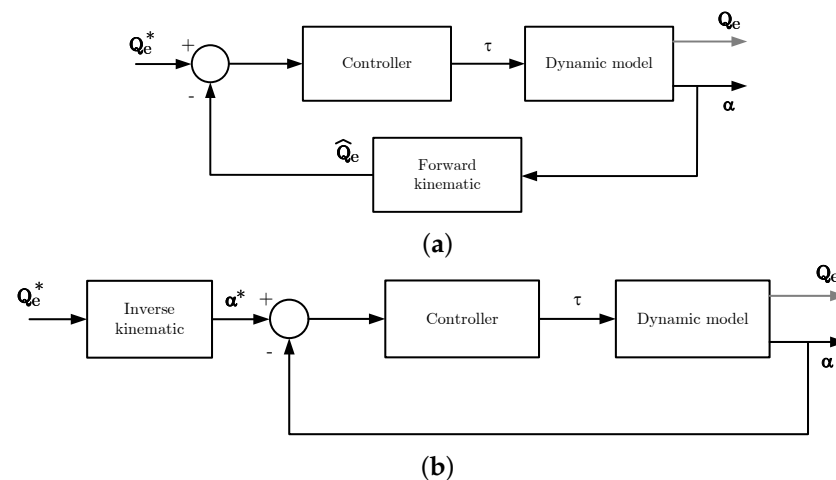 Q_e
Q_e^* + Controller τ Dynamic model
- α
Q̂_e Forward
kinematic
(a)
Q_e
Q_e^* Inverse
kinematic α^* + Controller τ Dynamic model
- α
(b)